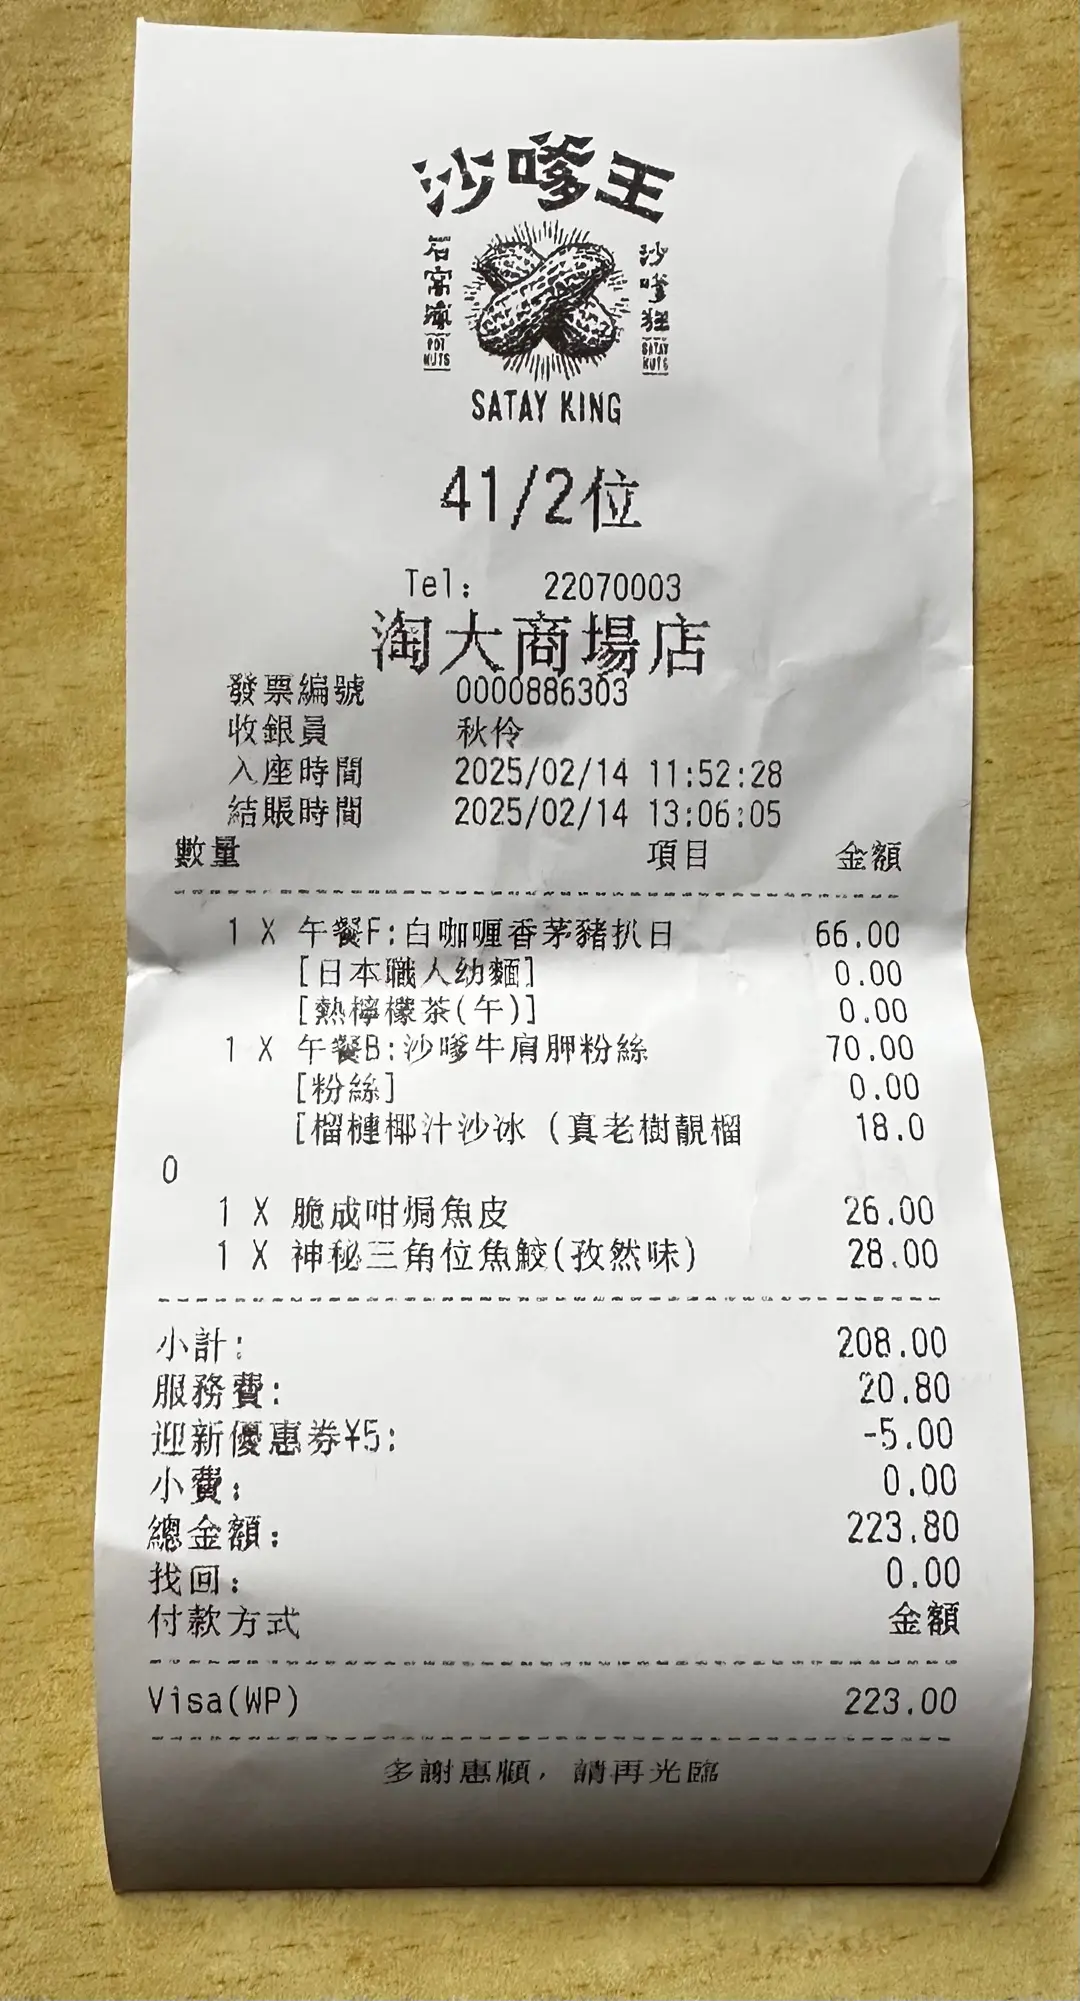 沙嗲王
石窩瘋
POT NUTS
沙嗲狂
SATAY NUTS
SATAY KING
41/2位
Tel: 22070003
淘大商場店
發票編號 0000886303
收銀員 秋伶
入座時間 2025/02/14 11:52:28
結賬時間 2025/02/14 13:06:05
數量 項目 金額
1 X 午餐F:白咖喱香茅豬扒日 66.00
[日本職人幼麵] 0.00
[熱檸檬茶(午)] 0.00
1 X 午餐B:沙嗲牛肩胛粉絲 70.00
[粉絲] 0.00
[榴槤椰汁沙冰 (真老樹靚榴 18.0
0
1 X 脆成咁焗魚皮 26.00
1 X 神秘三角位魚鮫(孜然味) 28.00
小計: 208.00
服務費: 20.80
迎新優惠券¥5: -5.00
小費: 0.00
總金額: 223.80
找回: 0.00
付款方式 金額
Visa(WP) 223.00
多謝惠顧，請再光臨